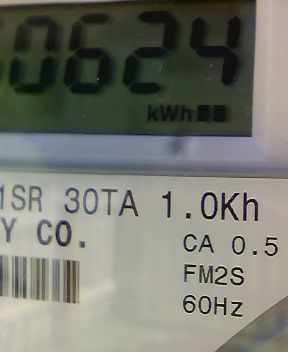 0624
kWh
1SR 30TA 1.0Kh
Y CO.
CA 0.5
FM2S
60Hz